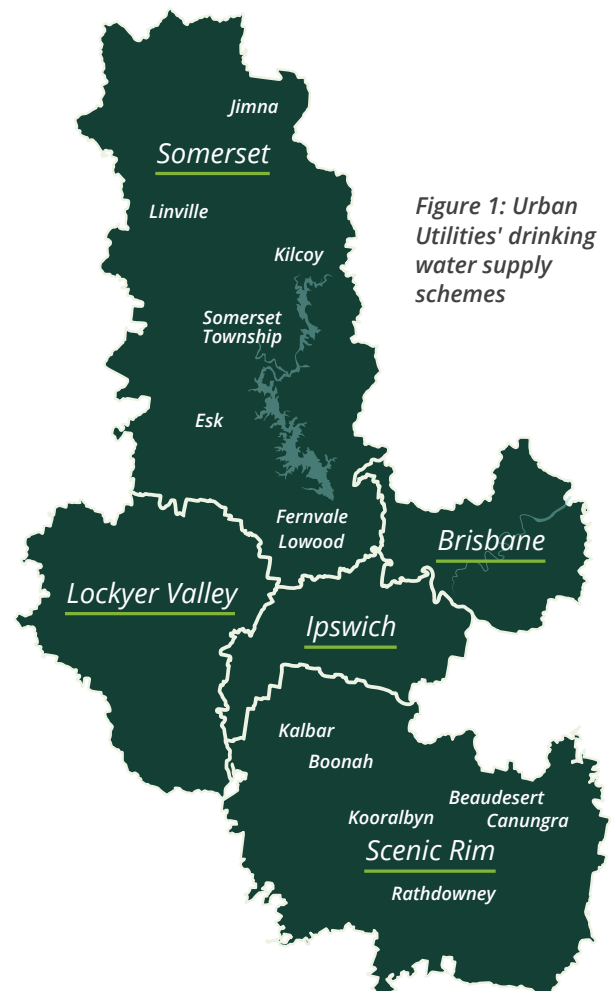 Jimna
Somerset
Linville
Figure 1: Urban
Utilities' drinking
water supply
schemes
Kilcoy
Somerset
Township
Esk
Fernvale
Lowood
Brisbane
Lockyer Valley
Ipswich
Kalbar
Boonah
Beaudesert
Kooralbyn
Canungra
Scenic Rim
Rathdowney